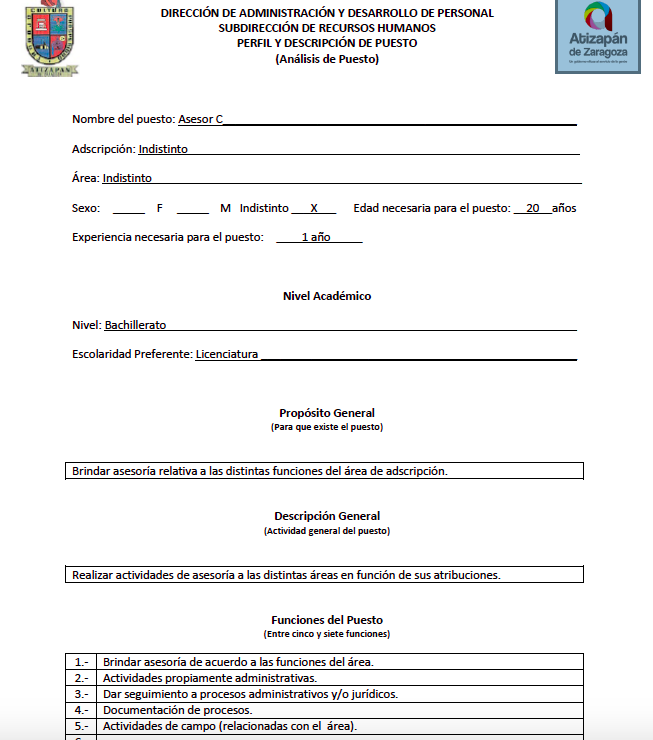 DIRECCIÓN DE ADMINISTRACIÓN Y DESARROLLO DE PERSONAL
SUBDIRECCIÓN DE RECURSOS HUMANOS
PERFIL Y DESCRIPCIÓN DE PUESTO
(Análisis de Puesto)
CULTURA
ATIZAPÁN
Atizapán
de Zaragoza
Nombre del puesto: Asesor C
Adscripción: Indistinto
Área: Indistinto
Sexo: _____ F _____ M Indistinto ___X___ Edad necesaria para el puesto: __20__años
Experiencia necesaria para el puesto: ____1 año_____
Nivel Académico
Nivel: Bachillerato
Escolaridad Preferente: Licenciatura
Propósito General
(Para que existe el puesto)
Brindar asesoría relativa a las distintas funciones del área de adscripción.
Descripción General
(Actividad general del puesto)
Realizar actividades de asesoría a las distintas áreas en función de sus atribuciones.
Funciones del Puesto
(Entre cinco y siete funciones)
1.- Brindar asesoría de acuerdo a las funciones del área.
2.- Actividades propiamente administrativas.
3.- Dar seguimiento a procesos administrativos y/o jurídicos.
4.- Documentación de procesos.
5.- Actividades de campo (relacionadas con el área).